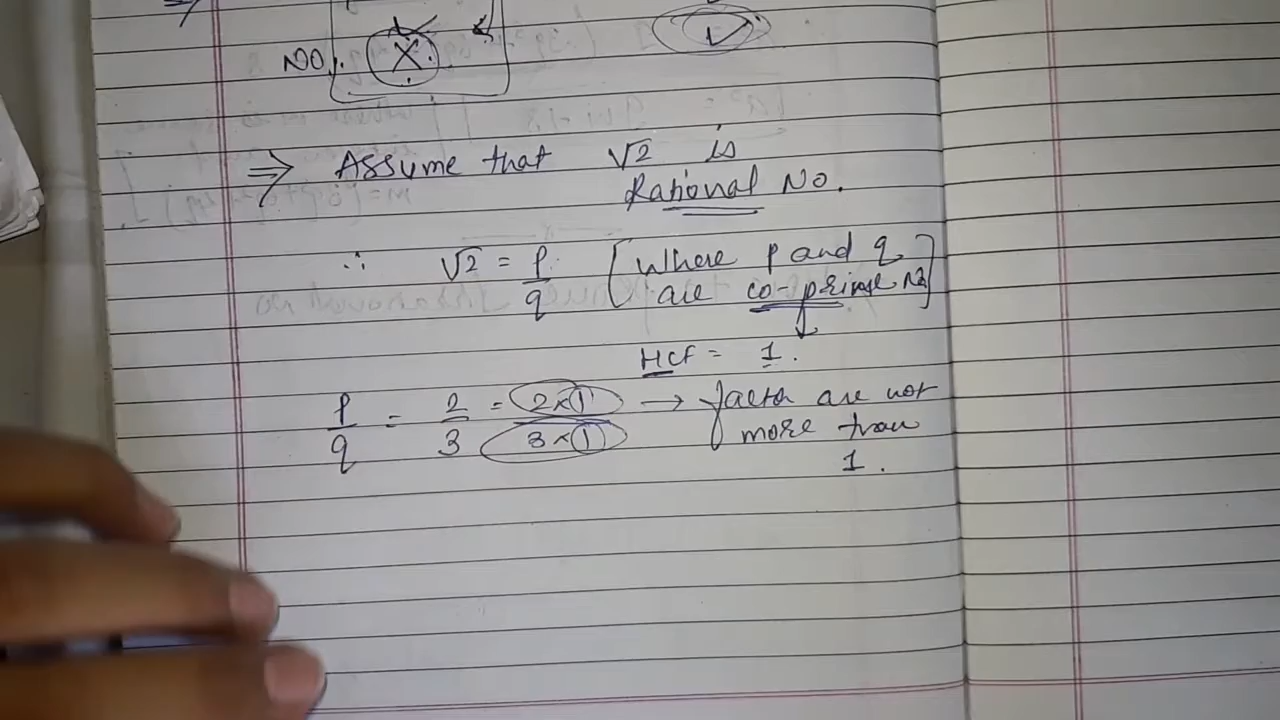 NO.
⇒ Assume that √2 is
Rational No.
∴ √2 = p/q [Where p and q
are co-prime No]
HCF = 1.
p/q = 2/3 = 2×1/3×1 → factor are not
more than
1.